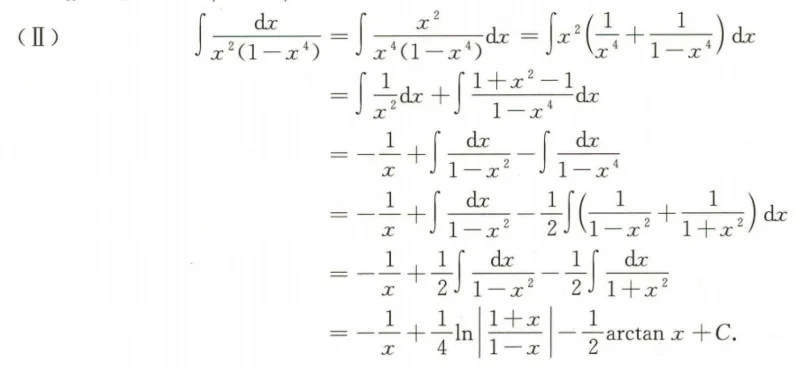 (Ⅱ) ∫ dx/(x²(1−x⁴)) = ∫ x²/(x⁴(1−x⁴)) dx = ∫ x²(1/x⁴ + 1/(1−x⁴)) dx
= ∫ 1/x² dx + ∫ (1+x²−1)/(1−x⁴) dx
= −1/x + ∫ dx/(1−x²) − ∫ dx/(1−x⁴)
= −1/x + ∫ dx/(1−x²) − 1/2 ∫ (1/(1−x²) + 1/(1+x²)) dx
= −1/x + 1/2 ∫ dx/(1−x²) − 1/2 ∫ dx/(1+x²)
= −1/x + 1/4 ln|(1+x)/(1−x)| − 1/2 arctan x + C.